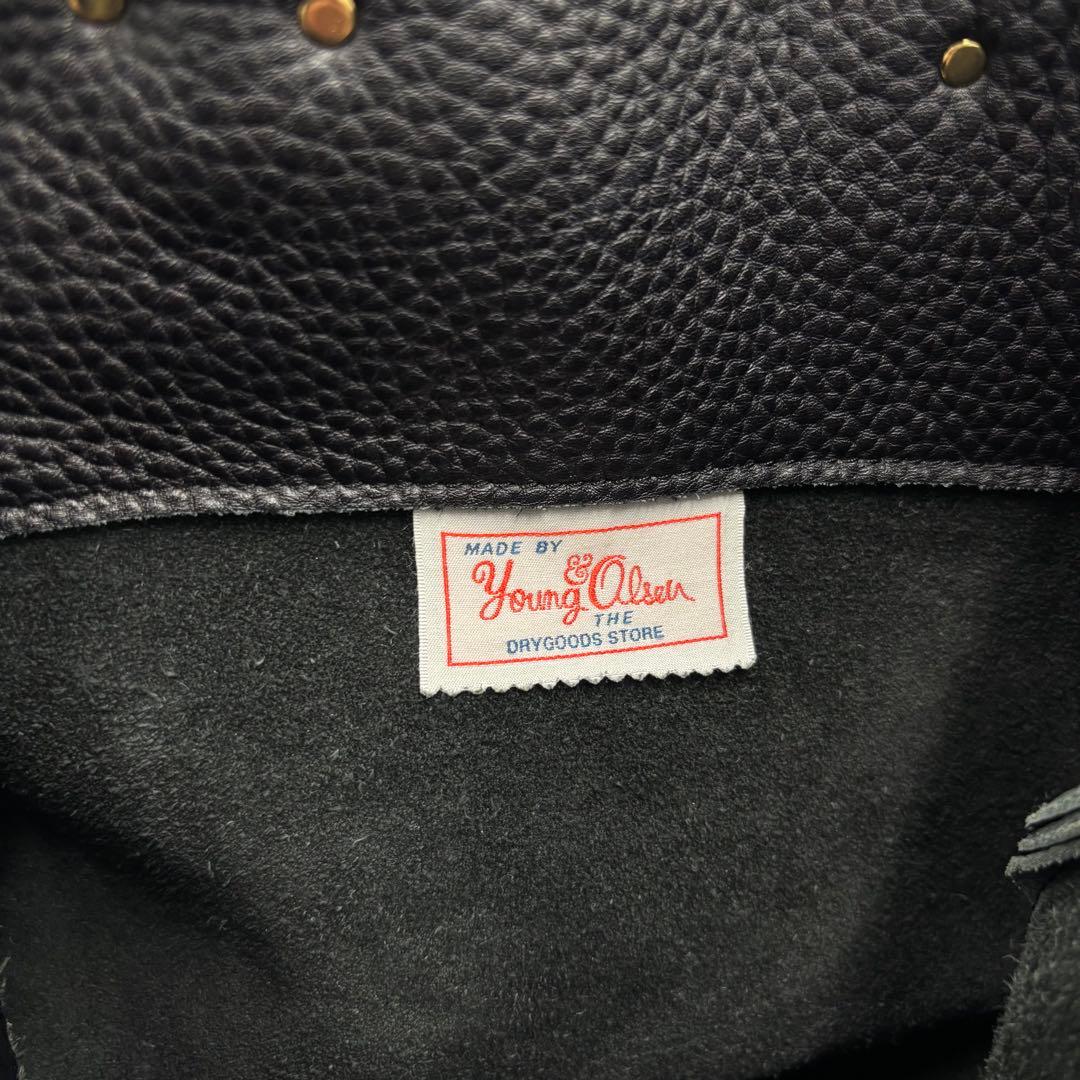 MADE BY
Young & Olsen
THE
DRYGOODS STORE